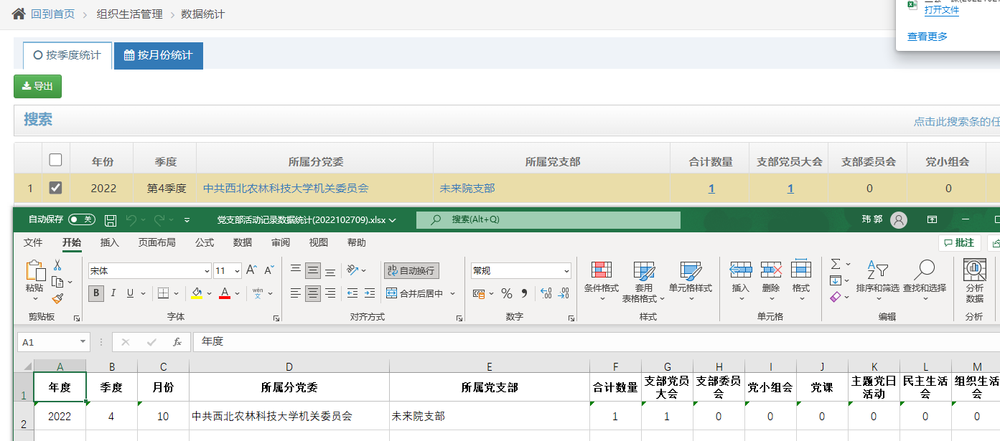 回到首页 > 组织生活管理 > 数据统计
打开文件
查看更多
按季度统计 按月份统计
导出
搜索
点击此搜索条的任
年份 季度 所属分党委 所属党支部 合计数量 支部党员大会 支部委员会 党小组会
1 2022 第4季度 中共西北农林科技大学机关委员会 未来院支部 1 1 0 0
自动保存 关 党支部活动记录数据统计(2022102709).xlsx 搜索(Alt+Q) 玮 郭
文件 开始 插入 页面布局 公式 数据 审阅 视图 帮助 批注
宋体 11 ab 自动换行 常规
粘贴 B I U A wén 文 合并后居中 % 条件格式 套用 表格格式 单元格样式 插入 删除 格式 排序和筛选 查找和选择 分析 数据
剪贴板 字体 对齐方式 数字 样式 单元格 编辑 分析
A1 fx 年度
A B C D E F G H I J K L M
1 年度 季度 月份 所属分党委 所属党支部 合计数量 支部党员大会 支部委员会 党小组会 党课 主题党日活动 民主生活会 组织生活会
2 2022 4 10 中共西北农林科技大学机关委员会 未来院支部 1 1 0 0 0 0 0 0